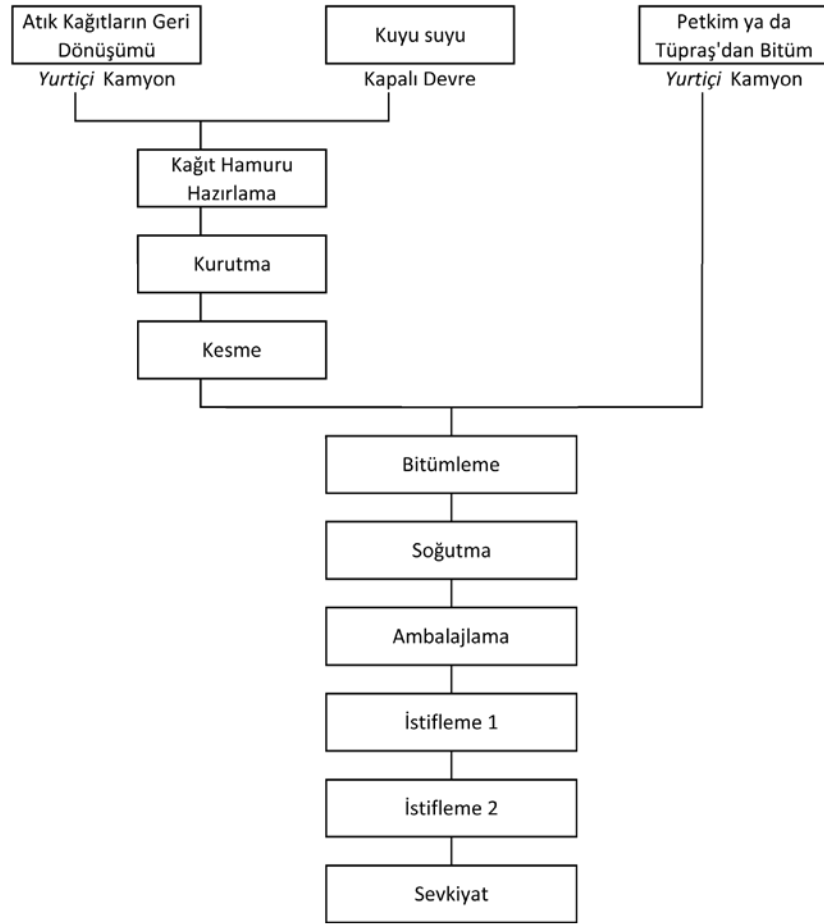 Atık Kağıtların Geri
Dönüşümü
Yurtiçi Kamyon
Kuyu suyu
Kapalı Devre
Petkim ya da
Tüpraş'dan Bitüm
Yurtiçi Kamyon
Kağıt Hamuru
Hazırlama
Kurutma
Kesme
Bitümleme
Soğutma
Ambalajlama
İstifleme 1
İstifleme 2
Sevkiyat